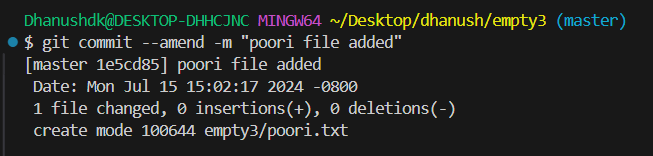 Dhanushdk@DESKTOP-DHHCJNC MINGW64 ~/Desktop/dhanush/empty3 (master)
$ git commit --amend -m "poori file added"
[master 1e5cd85] poori file added
 Date: Mon Jul 15 15:02:17 2024 -0800
 1 file changed, 0 insertions(+), 0 deletions(-)
 create mode 100644 empty3/poori.txt